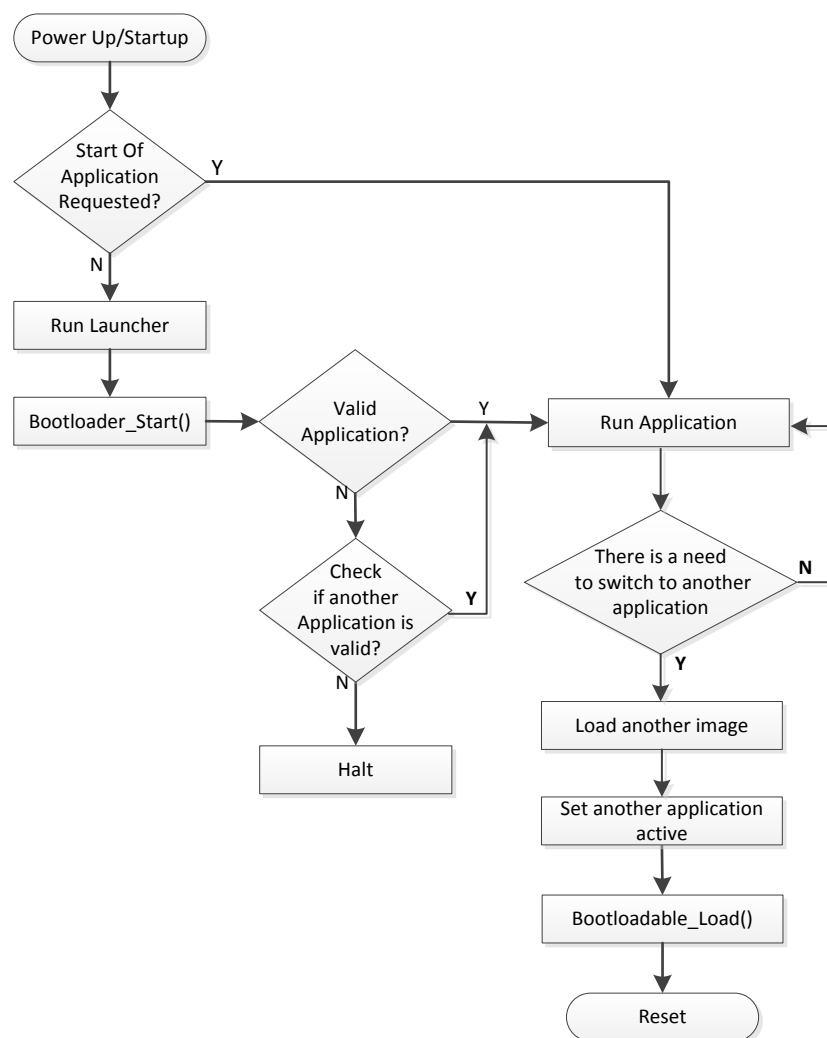 Power Up/Startup
Start Of
Application
Requested?
Y
N
Run Launcher
Bootloader_Start()
Valid
Application?
Y
N
Check
if another
Application is
valid?
Y
N
Halt
Run Application
There is a need
to switch to another
application
N
Y
Load another image
Set another application
active
Bootloadable_Load()
Reset